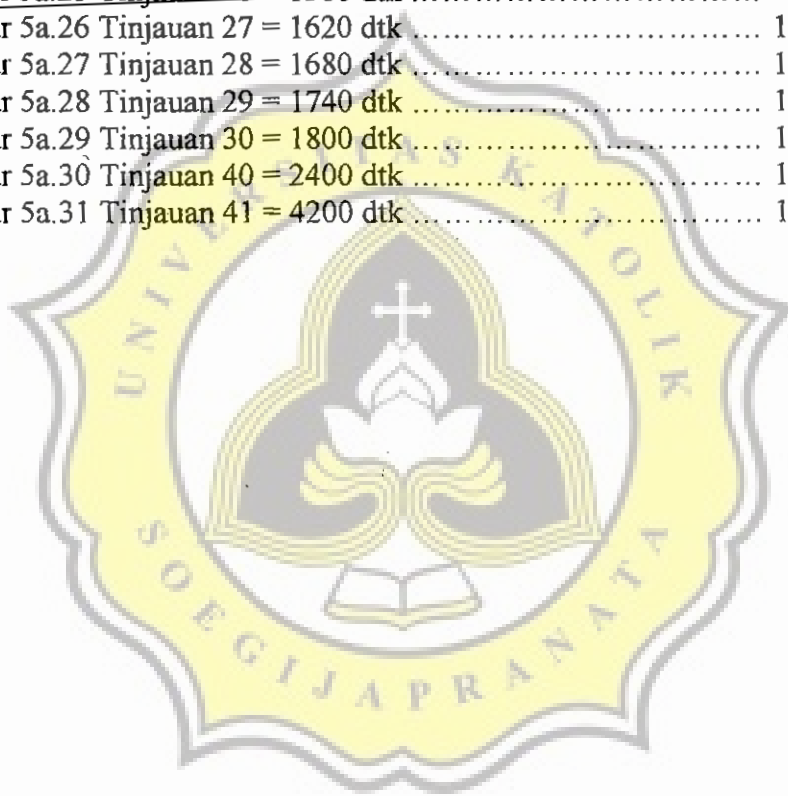 5a.26 Tinjauan 27 = 1620 dtk .......................................... 1
5a.27 Tinjauan 28 = 1680 dtk .......................................... 1
5a.28 Tinjauan 29 = 1740 dtk .......................................... 1
5a.29 Tinjauan 30 = 1800 dtk .......................................... 1
5a.30 Tinjauan 40 = 2400 dtk .......................................... 1
5a.31 Tinjauan 41 = 4200 dtk .......................................... 1
UNIVERSITAS KATOLIK
SOEGIJAPRANATA